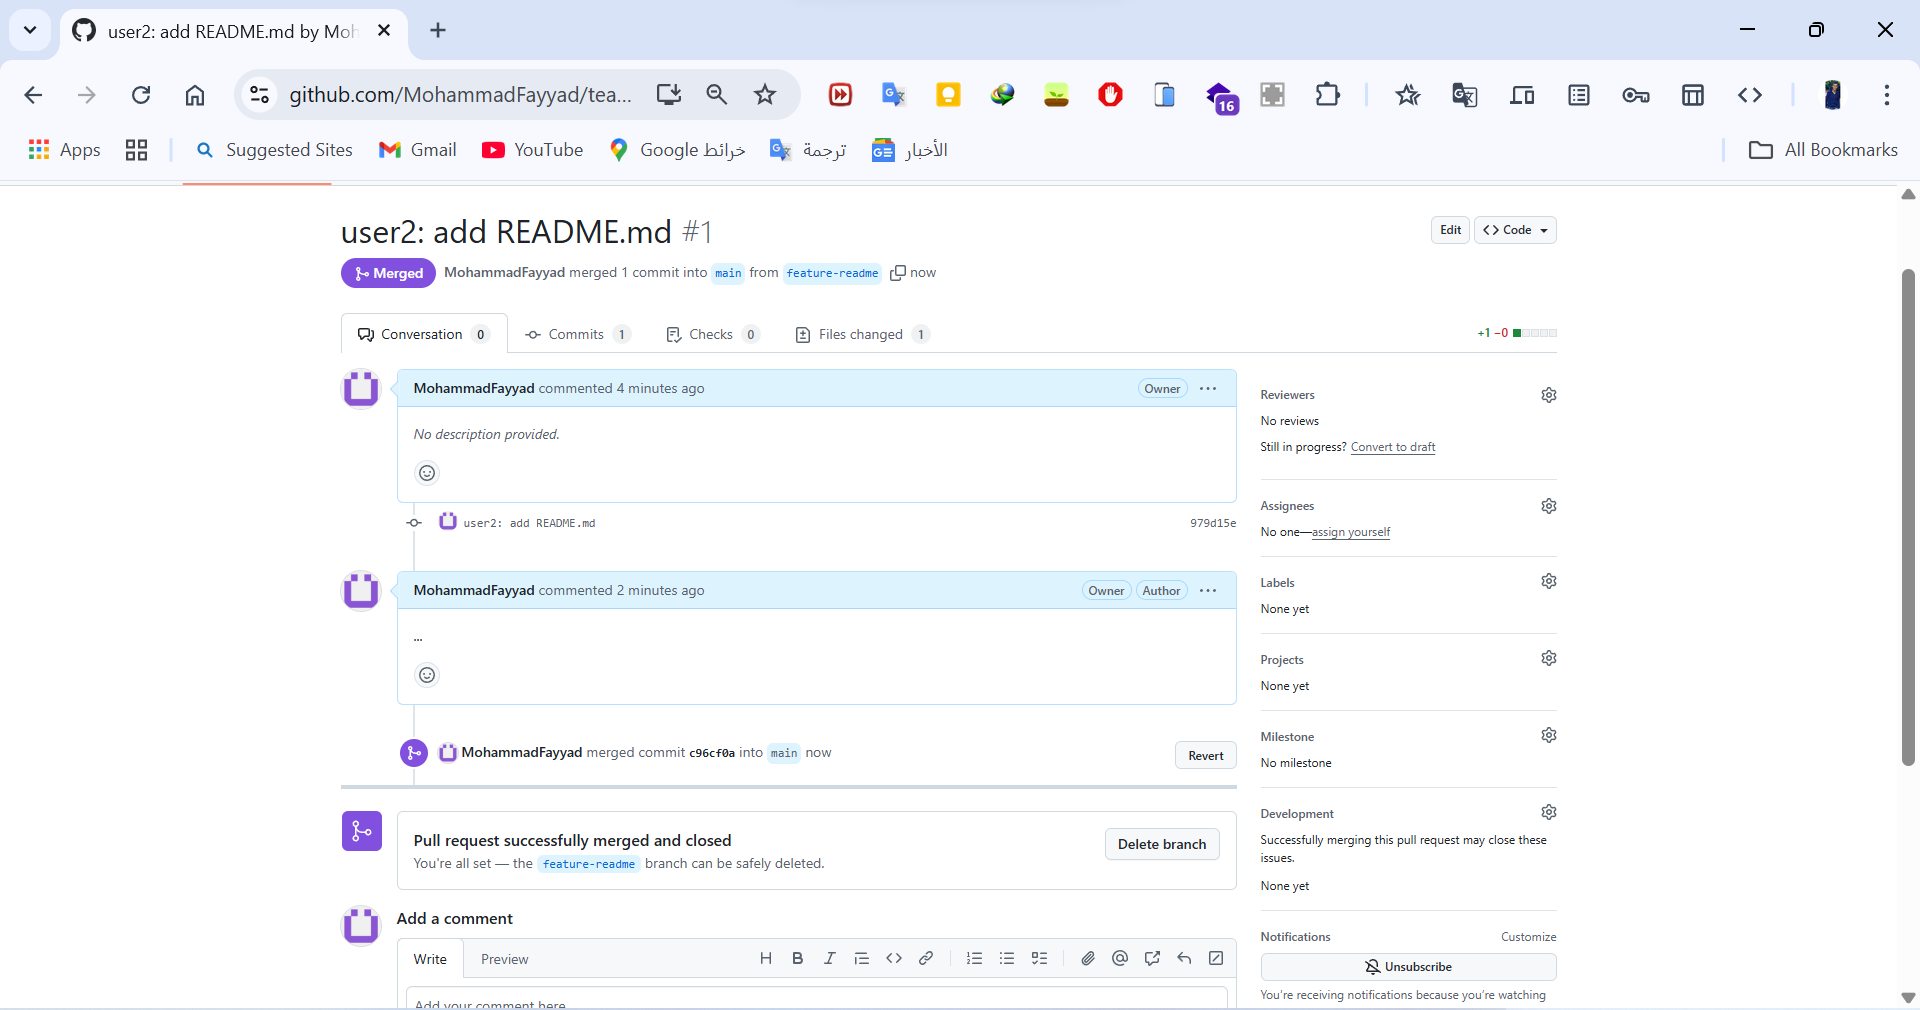 user2: add README.md by Moh
github.com/MohammadFayyad/tea...
16
Apps
Suggested Sites
Gmail
YouTube
خرائط Google
ترجمة
الأخبار
All Bookmarks
user2: add README.md #1
Edit
Code
Merged
MohammadFayyad merged 1 commit into main from feature-readme now
Conversation 0
Commits 1
Checks 0
Files changed 1
+1 −0
MohammadFayyad commented 4 minutes ago
Owner
No description provided.
user2: add README.md
979d15e
MohammadFayyad commented 2 minutes ago
Owner
Author
...
MohammadFayyad merged commit c96cf0a into main now
Revert
Pull request successfully merged and closed
You're all set — the feature-readme branch can be safely deleted.
Delete branch
Add a comment
Write
Preview
Add your comment here
Reviewers
No reviews
Still in progress? Convert to draft
Assignees
No one—assign yourself
Labels
None yet
Projects
None yet
Milestone
No milestone
Development
Successfully merging this pull request may close these
issues.
None yet
Notifications
Customize
Unsubscribe
You're receiving notifications because you're watching